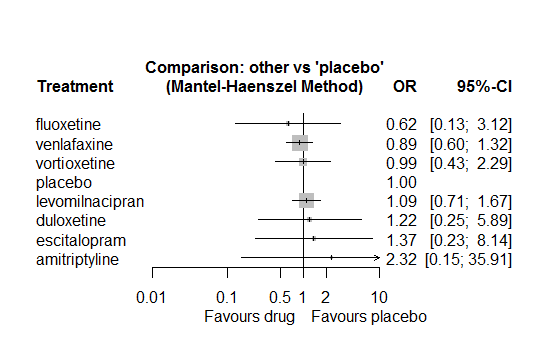 Comparison: other vs 'placebo'
Treatment (Mantel-Haenszel Method) OR 95%-CI
fluoxetine 0.62 [0.13; 3.12]
venlafaxine 0.89 [0.60; 1.32]
vortioxetine 0.99 [0.43; 2.29]
placebo 1.00
levomilnacipran 1.09 [0.71; 1.67]
duloxetine 1.22 [0.25; 5.89]
escitalopram 1.37 [0.23; 8.14]
amitriptyline 2.32 [0.15; 35.91]
0.01 0.1 0.5 1 2 10
Favours drug Favours placebo